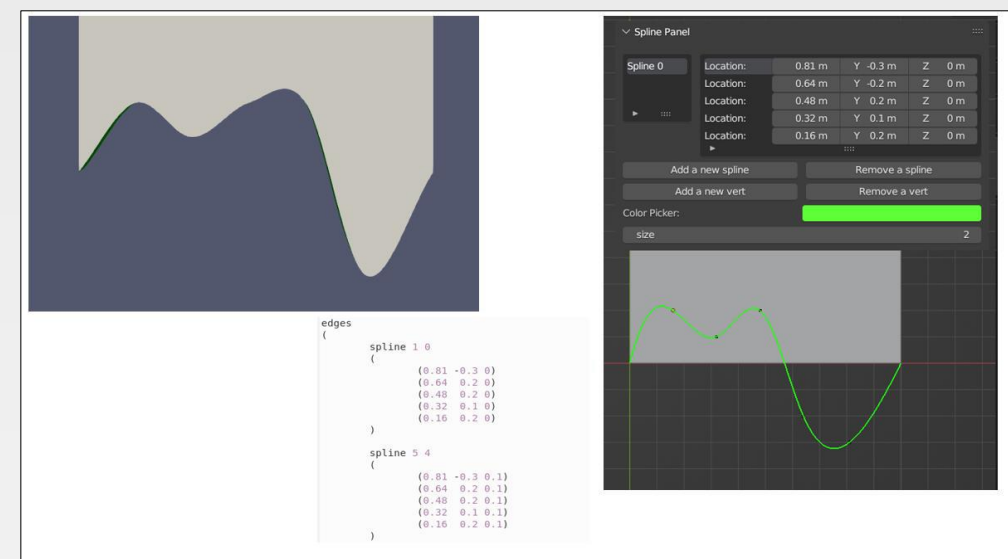 Spline Panel
Spline 0
Location: 0.81 m Y -0.3 m Z 0 m
Location: 0.64 m Y -0.2 m Z 0 m
Location: 0.48 m Y 0.2 m Z 0 m
Location: 0.32 m Y 0.1 m Z 0 m
Location: 0.16 m Y 0.2 m Z 0 m
Add a new spline Remove a spline
Add a new vert Remove a vert
Color Picker:
size 2
edges
(
spline 1 0
(
(0.81 -0.3 0)
(0.64 0.2 0)
(0.48 0.2 0)
(0.32 0.1 0)
(0.16 0.2 0)
)
spline 5 4
(
(0.81 -0.3 0.1)
(0.64 0.2 0.1)
(0.48 0.2 0.1)
(0.32 0.1 0.1)
(0.16 0.2 0.1)
)